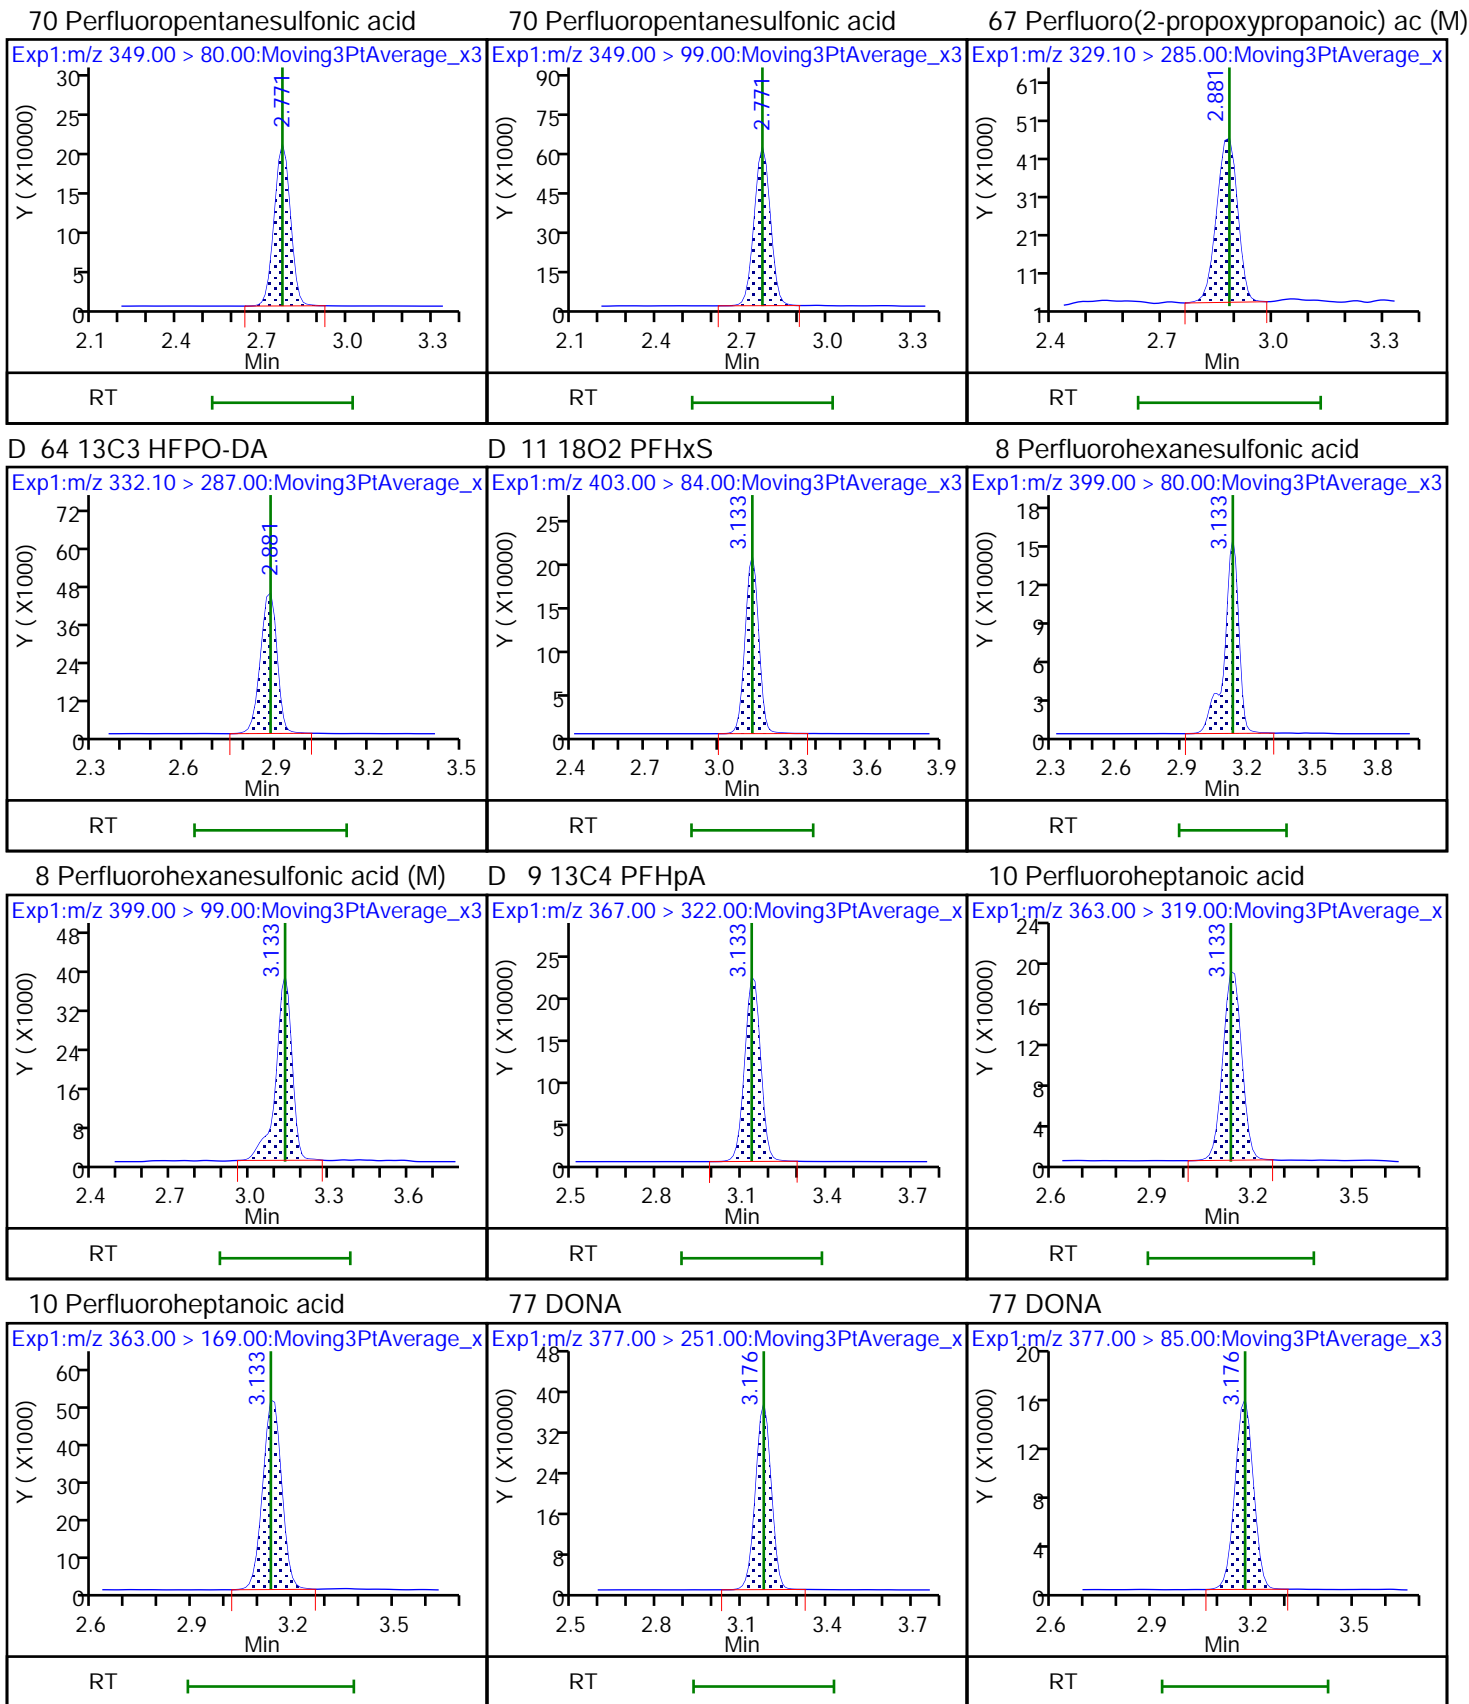 70 Perfluoropentanesulfonic acid
70 Perfluoropentanesulfonic acid
67 Perfluoro(2-propoxypropanoic) ac (M)
Exp1:m/z 349.00 > 80.00:Moving3PtAverage_x3
Exp1:m/z 349.00 > 99.00:Moving3PtAverage_x3
Exp1:m/z 329.10 > 285.00:Moving3PtAverage_x
2.771
30
25
20
15
10
5
0
Y ( X10000)
2.1 2.4 2.7 3.0 3.3
Min
2.771
90
75
60
45
30
15
0
Y ( X1000)
2.1 2.4 2.7 3.0 3.3
Min
2.881
61
51
41
31
21
11
1
Y ( X1000)
2.4 2.7 3.0 3.3
Min
RT
RT
RT
D 64 13C3 HFPO-DA
D 11 18O2 PFHxS
8 Perfluorohexanesulfonic acid
Exp1:m/z 332.10 > 287.00:Moving3PtAverage_x
Exp1:m/z 403.00 > 84.00:Moving3PtAverage_x3
Exp1:m/z 399.00 > 80.00:Moving3PtAverage_x3
2.881
72
60
48
36
24
12
0
Y ( X1000)
2.3 2.6 2.9 3.2 3.5
Min
3.133
25
20
15
10
5
0
Y ( X10000)
2.4 2.7 3.0 3.3 3.6 3.9
Min
3.133
18
15
12
9
6
3
0
Y ( X10000)
2.3 2.6 2.9 3.2 3.5 3.8
Min
RT
RT
RT
8 Perfluorohexanesulfonic acid (M)
D 9 13C4 PFHpA
10 Perfluoroheptanoic acid
Exp1:m/z 399.00 > 99.00:Moving3PtAverage_x3
Exp1:m/z 367.00 > 322.00:Moving3PtAverage_x
Exp1:m/z 363.00 > 319.00:Moving3PtAverage_x
3.133
48
40
32
24
16
8
0
Y ( X1000)
2.4 2.7 3.0 3.3 3.6
Min
3.133
25
20
15
10
5
0
Y ( X10000)
2.5 2.8 3.1 3.4 3.7
Min
3.133
24
20
16
12
8
4
0
Y ( X10000)
2.6 2.9 3.2 3.5
Min
RT
RT
RT
10 Perfluoroheptanoic acid
77 DONA
77 DONA
Exp1:m/z 363.00 > 169.00:Moving3PtAverage_x
Exp1:m/z 377.00 > 251.00:Moving3PtAverage_x
Exp1:m/z 377.00 > 85.00:Moving3PtAverage_x3
3.133
60
50
40
30
20
10
0
Y ( X1000)
2.6 2.9 3.2 3.5
Min
3.176
48
40
32
24
16
8
0
Y ( X10000)
2.5 2.8 3.1 3.4 3.7
Min
3.176
20
16
12
8
4
0
Y ( X10000)
2.6 2.9 3.2 3.5
Min
RT
RT
RT